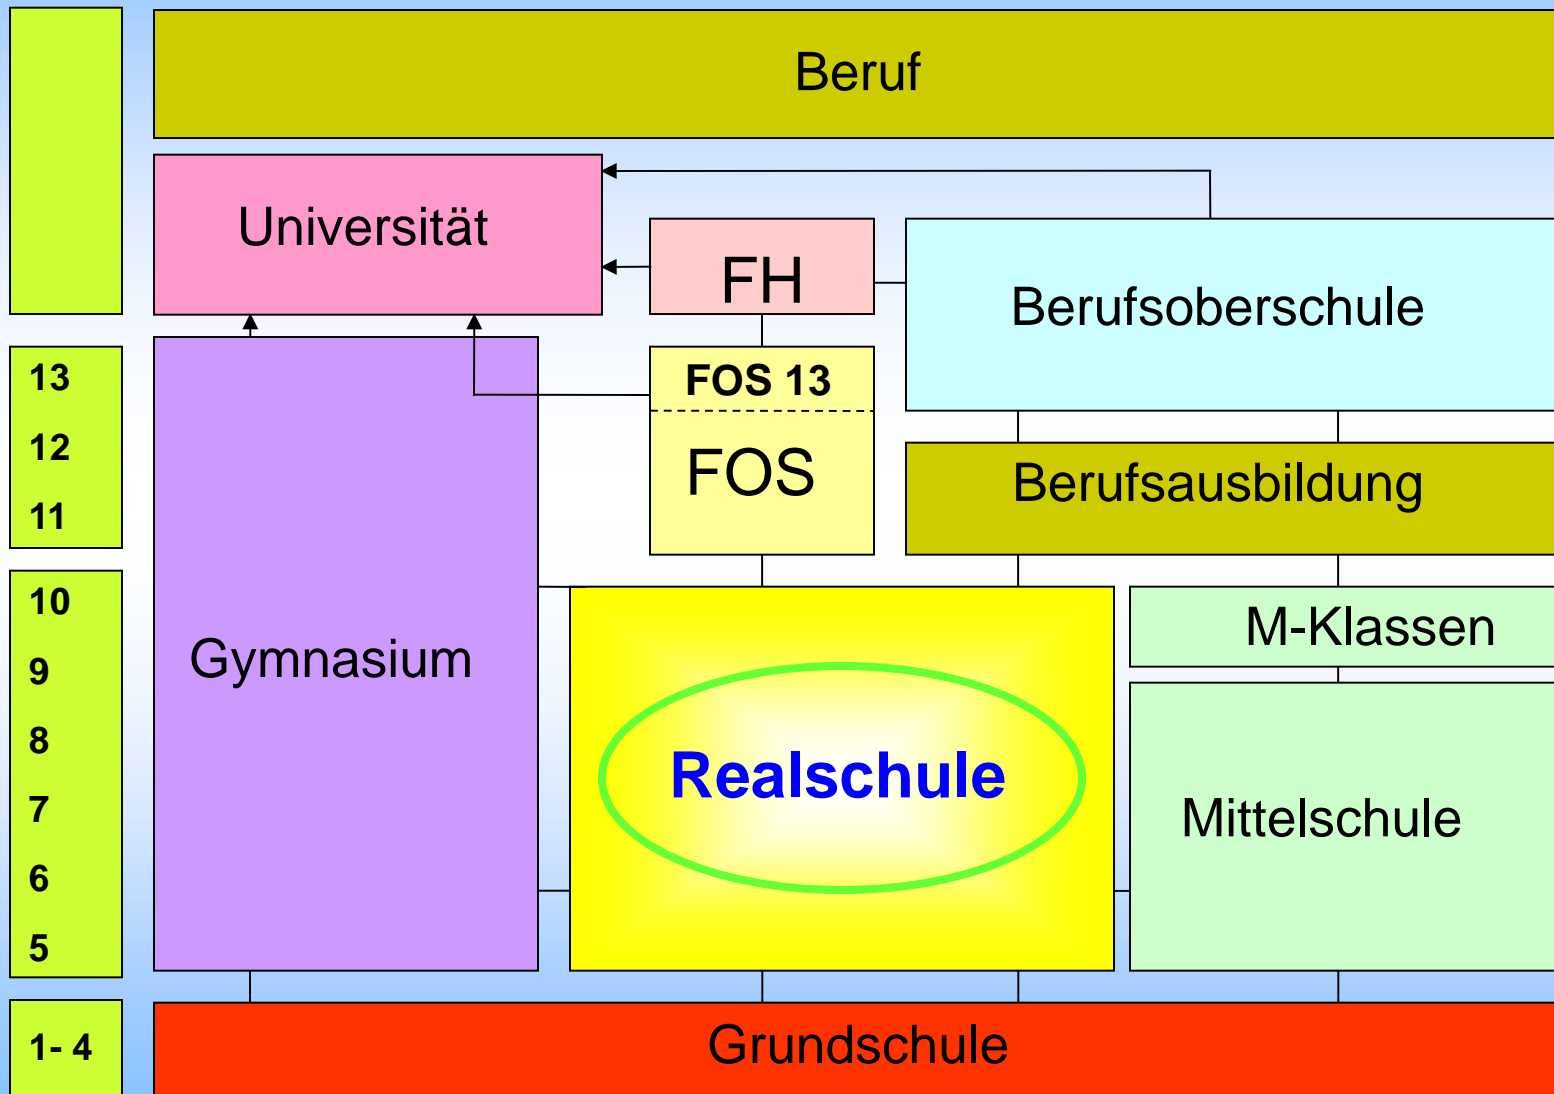 Beruf
Universität
FH
Berufsoberschule
13
FOS 13
12
FOS
Berufsausbildung
11
10
M-Klassen
9
Gymnasium
8
Realschule
7
Mittelschule
6
5
1- 4
Grundschule